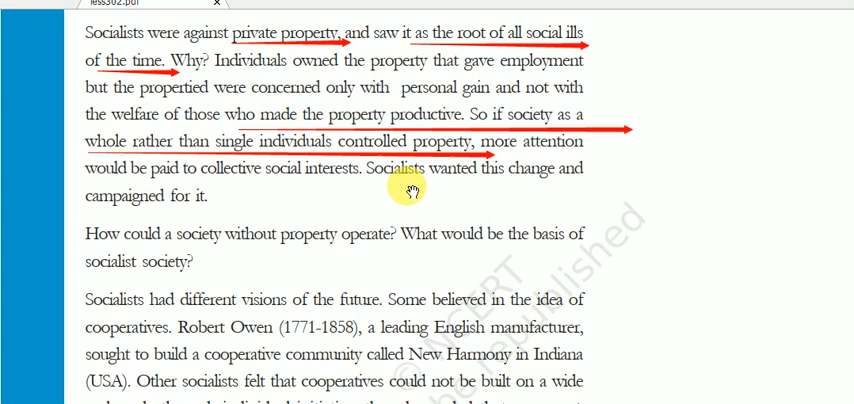 less302.pdf
Socialists were against private property, and saw it as the root of all social ills
of the time. Why? Individuals owned the property that gave employment
but the propertied were concerned only with personal gain and not with
the welfare of those who made the property productive. So if society as a
whole rather than single individuals controlled property, more attention
would be paid to collective social interests. Socialists wanted this change and
campaigned for it.
How could a society without property operate? What would be the basis of
socialist society?
Socialists had different visions of the future. Some believed in the idea of
cooperatives. Robert Owen (1771-1858), a leading English manufacturer,
sought to build a cooperative community called New Harmony in Indiana
(USA). Other socialists felt that cooperatives could not be built on a wide
© NCERT
be republished